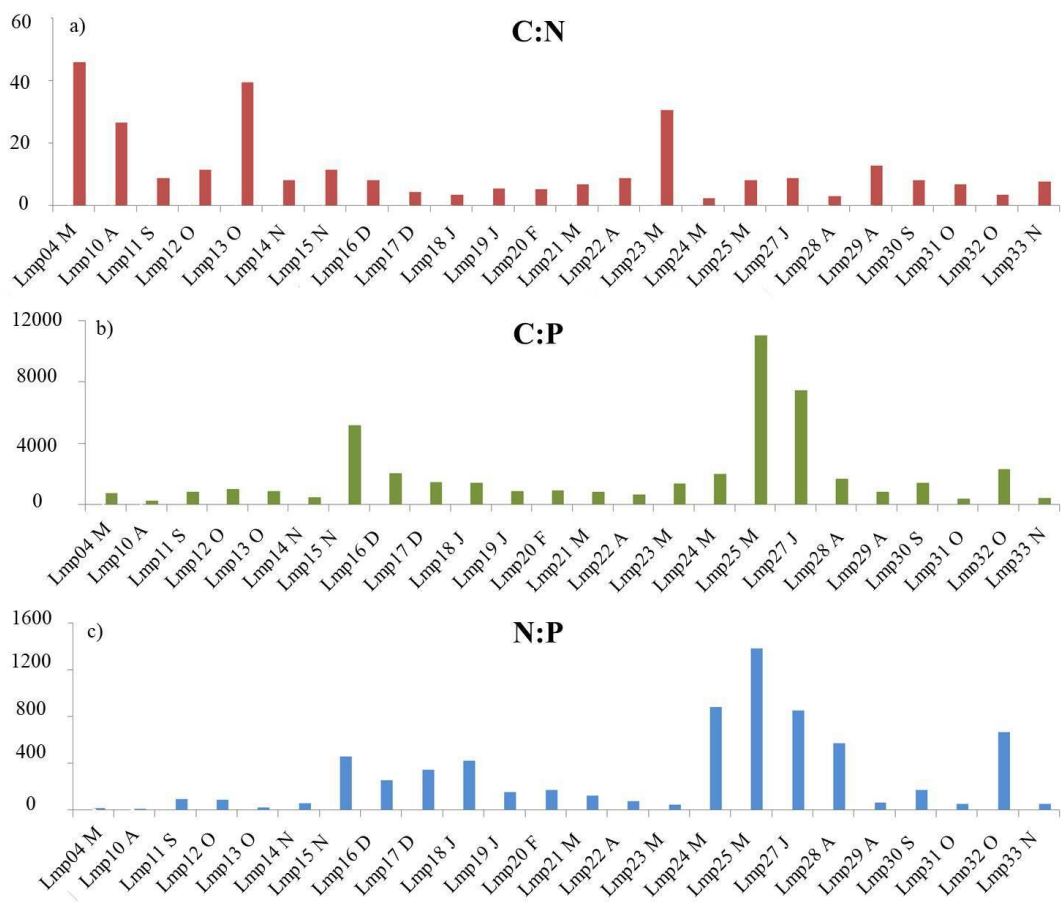 a)
C:N
60
40
20
0
Lmp04 M
Lmp10 A
Lmp11 S
Lmp12 O
Lmp13 O
Lmp14 N
Lmp15 N
Lmp16 D
Lmp17 D
Lmp18 J
Lmp19 J
Lmp20 F
Lmp21 M
Lmp22 A
Lmp23 M
Lmp24 M
Lmp25 M
Lmp27 J
Lmp28 A
Lmp29 A
Lmp30 S
Lmp31 O
Lmp32 O
Lmp33 N
b)
C:P
12000
8000
4000
0
Lmp04 M
Lmp10 A
Lmp11 S
Lmp12 O
Lmp13 O
Lmp14 N
Lmp15 N
Lmp16 D
Lmp17 D
Lmp18 J
Lmp19 J
Lmp20 F
Lmp21 M
Lmp22 A
Lmp23 M
Lmp24 M
Lmp25 M
Lmp27 J
Lmp28 A
Lmp29 A
Lmp30 S
Lmp31 O
Lmp32 O
Lmp33 N
c)
N:P
1600
1200
800
400
0
Lmp04 M
Lmp10 A
Lmp11 S
Lmp12 O
Lmp13 O
Lmp14 N
Lmp15 N
Lmp16 D
Lmp17 D
Lmp18 J
Lmp19 J
Lmp20 F
Lmp21 M
Lmp22 A
Lmp23 M
Lmp24 M
Lmp25 M
Lmp27 J
Lmp28 A
Lmp29 A
Lmp30 S
Lmp31 O
Lmp32 O
Lmp33 N